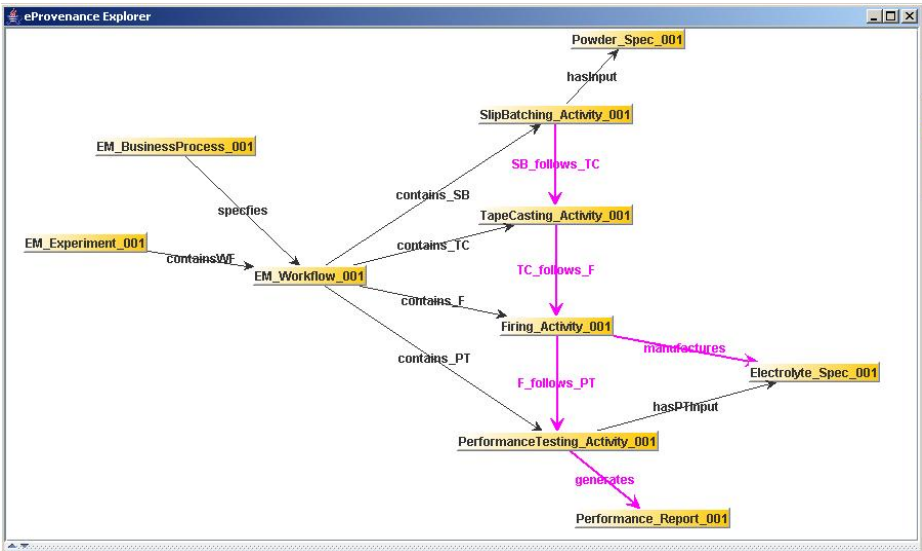 eProvenance Explorer
Powder_Spec_001
hasInput
SlipBatching_Activity_001
EM_BusinessProcess_001
SB_follows_TC
contains_SB
specfies
TapeCasting_Activity_001
EM_Experiment_001
contains_TC
containsWF
EM_Workflow_001
TC_follows_F
contains_F
Firing_Activity_001
manufactures
contains_PT
Electrolyte_Spec_001
F_follows_PT
hasPTInput
PerformanceTesting_Activity_001
generates
Performance_Report_001